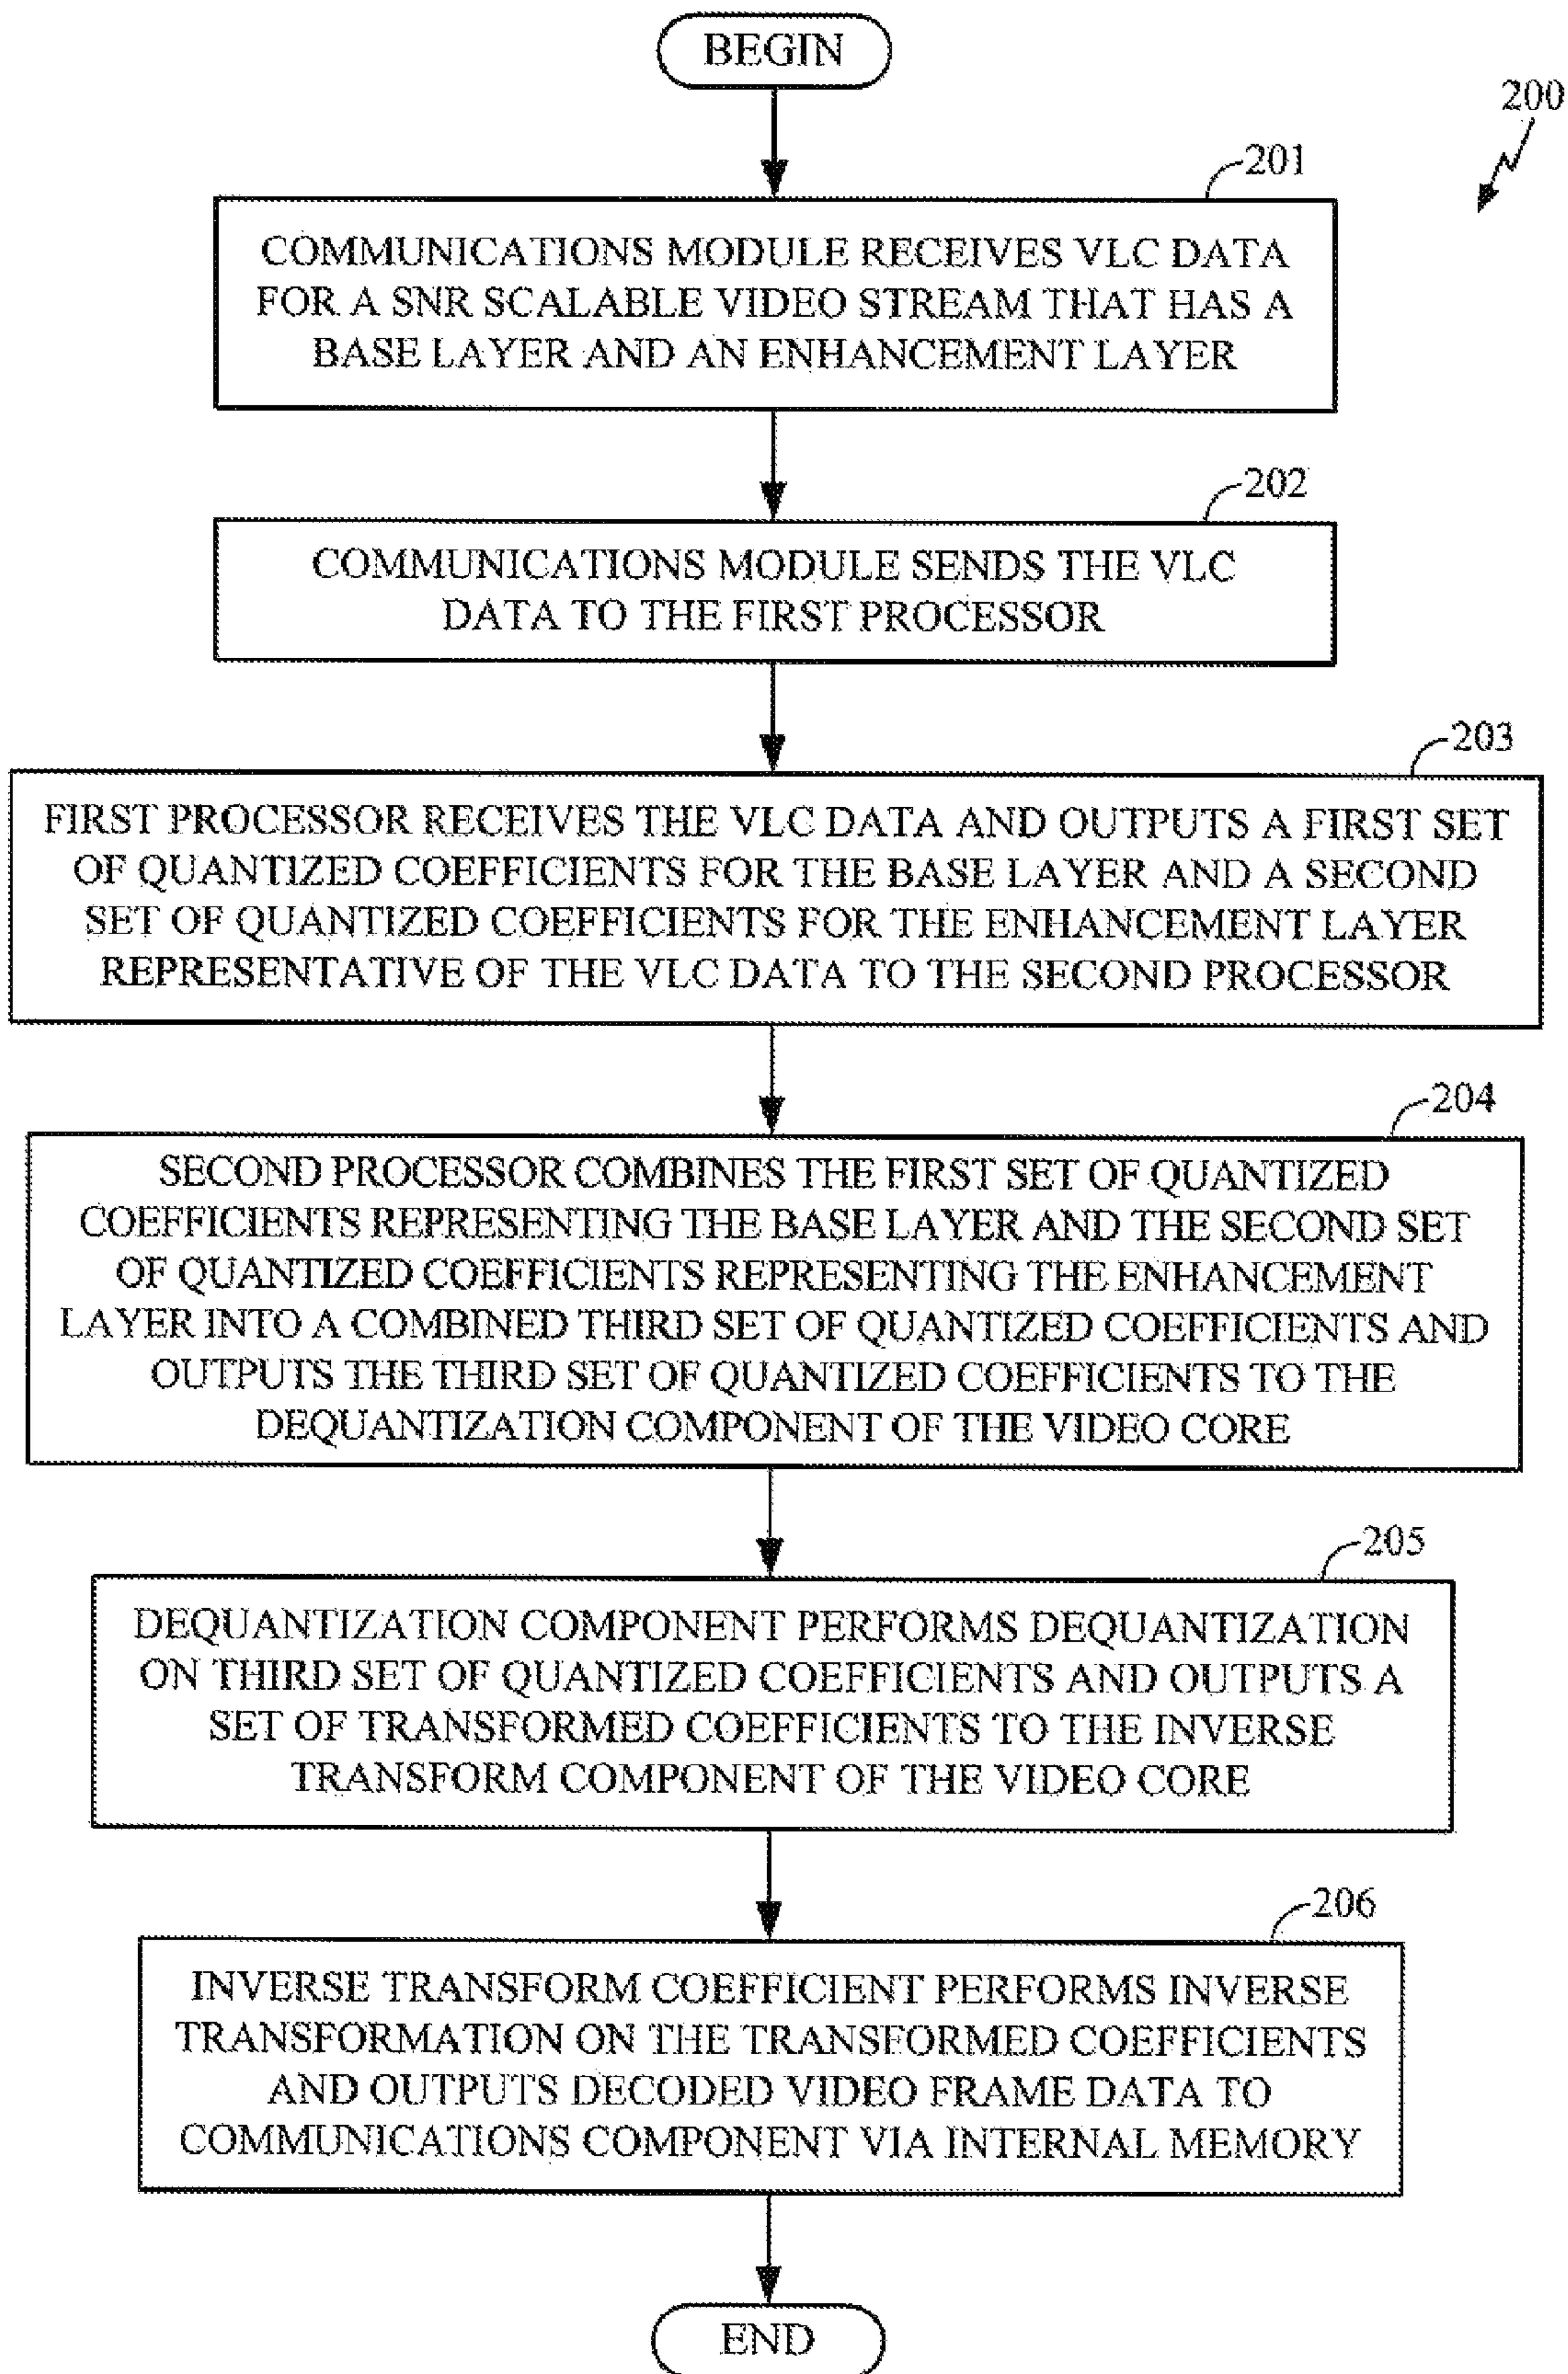 BEGIN
200
201
COMMUNICATIONS MODULE RECEIVES VLC DATA
FOR A SNR SCALABLE VIDEO STREAM THAT HAS A
BASE LAYER AND AN ENHANCEMENT LAYER
202
COMMUNICATIONS MODULE SENDS THE VLC
DATA TO THE FIRST PROCESSOR
203
FIRST PROCESSOR RECEIVES THE VLC DATA AND OUTPUTS A FIRST SET
OF QUANTIZED COEFFICIENTS FOR THE BASE LAYER AND A SECOND
SET OF QUANTIZED COEFFICIENTS FOR THE ENHANCEMENT LAYER
REPRESENTATIVE OF THE VLC DATA TO THE SECOND PROCESSOR
204
SECOND PROCESSOR COMBINES THE FIRST SET OF QUANTIZED
COEFFICIENTS REPRESENTING THE BASE LAYER AND THE SECOND SET
OF QUANTIZED COEFFICIENTS REPRESENTING THE ENHANCEMENT
LAYER INTO A COMBINED THIRD SET OF QUANTIZED COEFFICIENTS AND
OUTPUTS THE THIRD SET OF QUANTIZED COEFFICIENTS TO THE
DEQUANTIZATION COMPONENT OF THE VIDEO CORE
205
DEQUANTIZATION COMPONENT PERFORMS DEQUANTIZATION
ON THIRD SET OF QUANTIZED COEFFICIENTS AND OUTPUTS A
SET OF TRANSFORMED COEFFICIENTS TO THE INVERSE
TRANSFORM COMPONENT OF THE VIDEO CORE
206
INVERSE TRANSFORM COEFFICIENT PERFORMS INVERSE
TRANSFORMATION ON THE TRANSFORMED COEFFICIENTS
AND OUTPUTS DECODED VIDEO FRAME DATA TO
COMMUNICATIONS COMPONENT VIA INTERNAL MEMORY
END